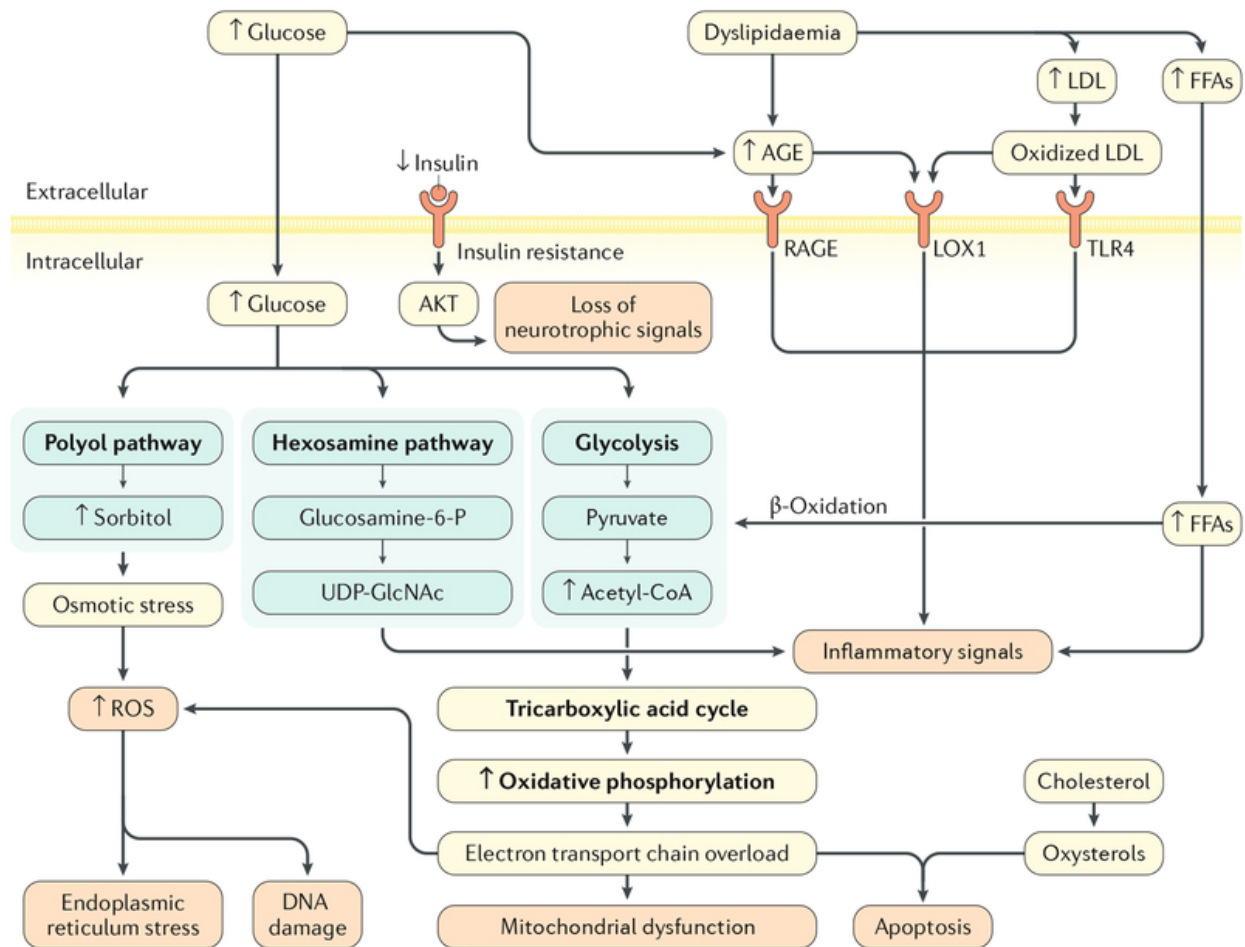 ↑ Glucose
Dyslipidaemia
↑ LDL
↑ FFAs
↑ AGE
Oxidized LDL
↓ Insulin
Extracellular
Intracellular
Insulin resistance
RAGE
LOX1
TLR4
↑ Glucose
AKT
Loss of
neurotrophic signals
Polyol pathway
Hexosamine pathway
Glycolysis
↑ Sorbitol
Glucosamine-6-P
Pyruvate
β-Oxidation
↑ FFAs
Osmotic stress
UDP-GlcNAc
↑ Acetyl-CoA
Inflammatory signals
↑ ROS
Tricarboxylic acid cycle
↑ Oxidative phosphorylation
Cholesterol
Electron transport chain overload
Oxysterols
Endoplasmic
reticulum stress
DNA
damage
Mitochondrial dysfunction
Apoptosis